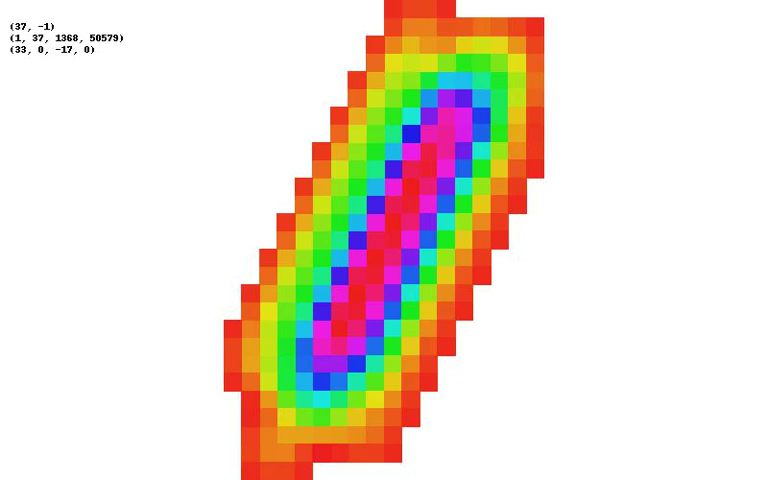 (37, -1)
(1, 37, 1368, 50579)
(33, 0, -17, 0)